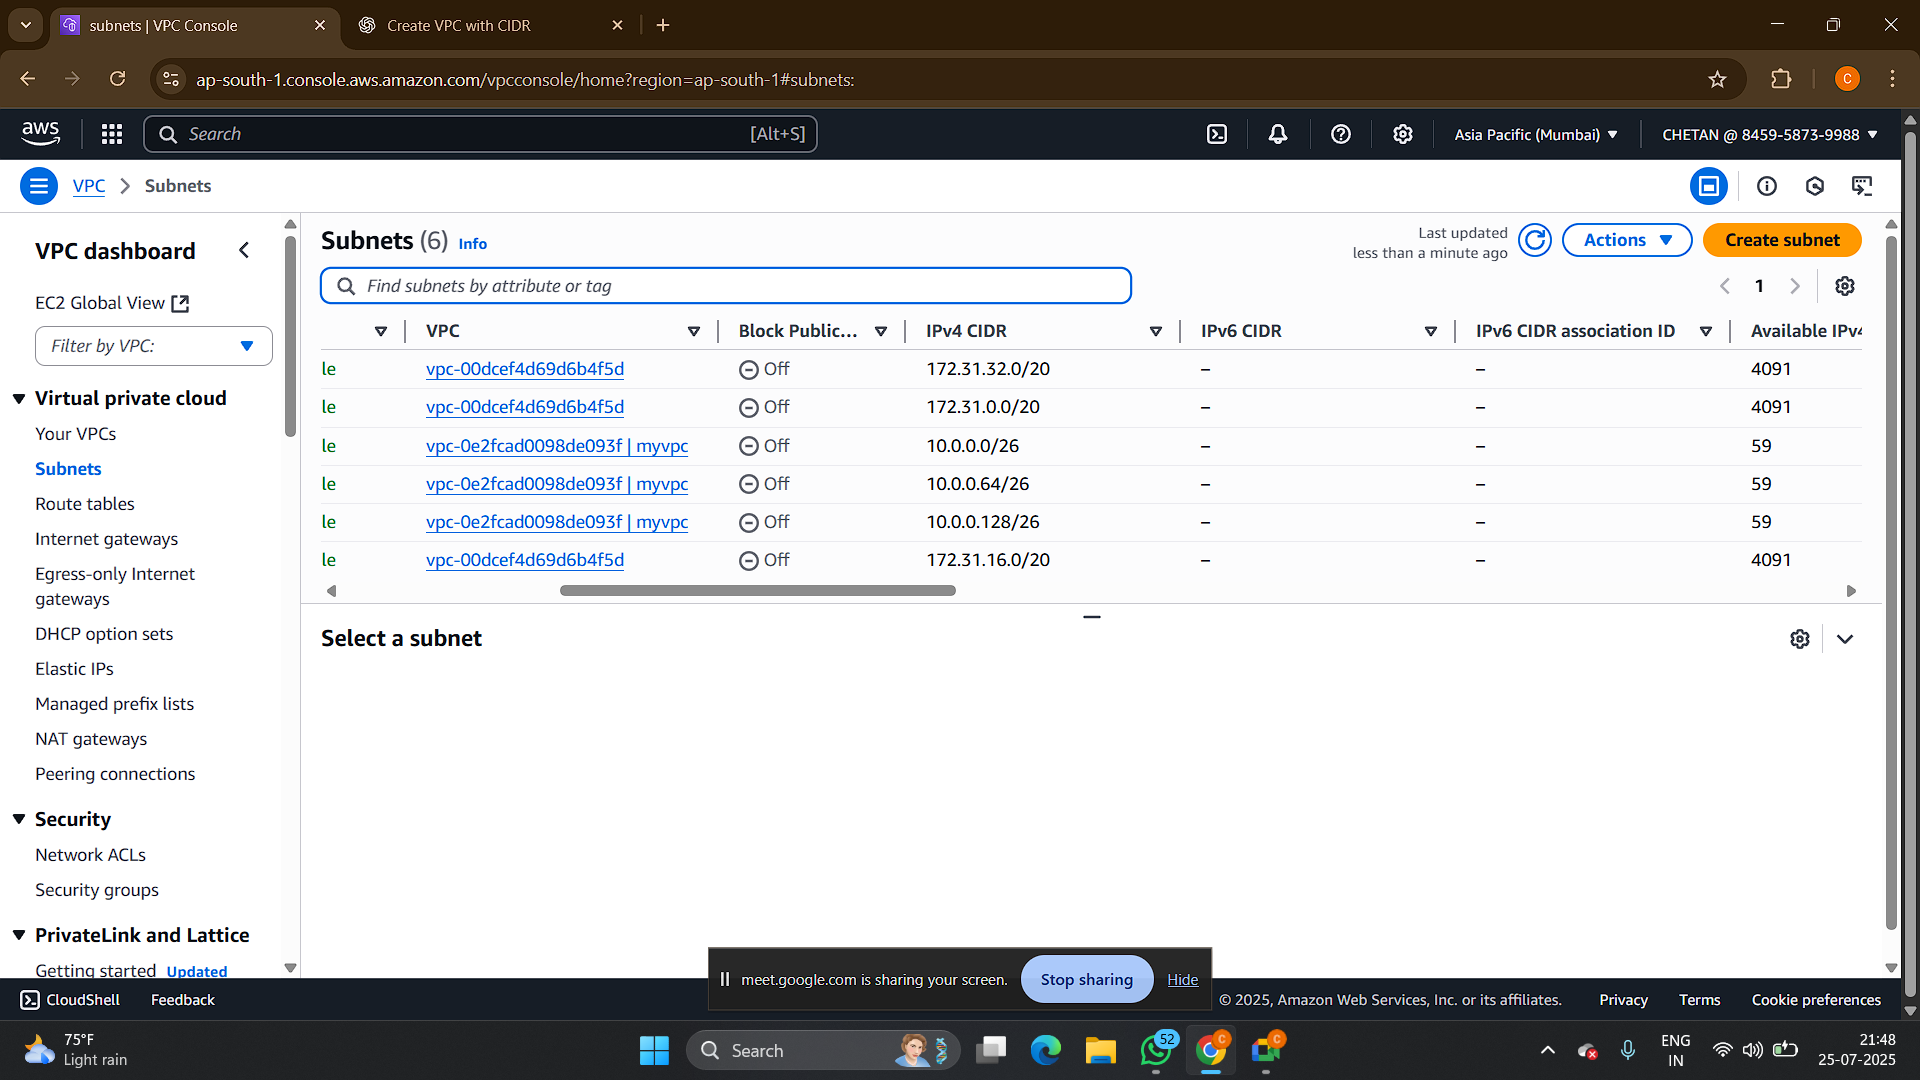 subnets | VPC Console
Create VPC with CIDR
ap-south-1.console.aws.amazon.com/vpcconsole/home?region=ap-south-1#subnets:
C
aws
Search
[Alt+S]
Asia Pacific (Mumbai)
CHETAN @ 8459-5873-9988
VPC
Subnets
VPC dashboard
EC2 Global View
Filter by VPC:
Virtual private cloud
Your VPCs
Subnets
Route tables
Internet gateways
Egress-only Internet
gateways
DHCP option sets
Elastic IPs
Managed prefix lists
NAT gateways
Peering connections
Security
Network ACLs
Security groups
PrivateLink and Lattice
Getting started Updated
Subnets (6) Info
Last updated
less than a minute ago
Actions
Create subnet
Find subnets by attribute or tag
1
VPC Block Public... IPv4 CIDR IPv6 CIDR IPv6 CIDR association ID Available IPv4
le vpc-00dcef4d69d6b4f5d Off 172.31.32.0/20 – – 4091
le vpc-00dcef4d69d6b4f5d Off 172.31.0.0/20 – – 4091
le vpc-0e2fcad0098de093f | myvpc Off 10.0.0.0/26 – – 59
le vpc-0e2fcad0098de093f | myvpc Off 10.0.0.64/26 – – 59
le vpc-0e2fcad0098de093f | myvpc Off 10.0.0.128/26 – – 59
le vpc-00dcef4d69d6b4f5d Off 172.31.16.0/20 – – 4091
Select a subnet
meet.google.com is sharing your screen.
Stop sharing
Hide
CloudShell
Feedback
© 2025, Amazon Web Services, Inc. or its affiliates.
Privacy
Terms
Cookie preferences
75°F
Light rain
Search
52
C
C
ENG
IN
21:48
25-07-2025